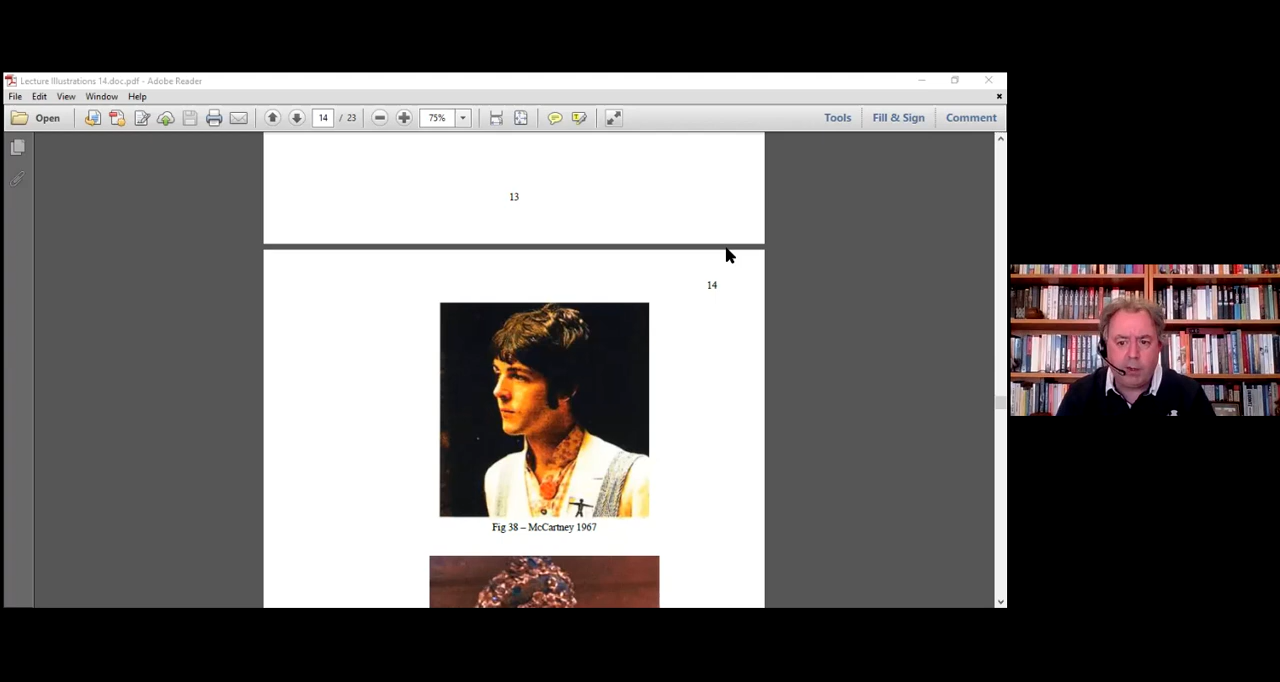 Lecture Illustrations 14.doc.pdf - Adobe Reader
File Edit View Window Help
Open 14 / 23 75% Tools Fill & Sign Comment
13
14
Fig 38 – McCartney 1967